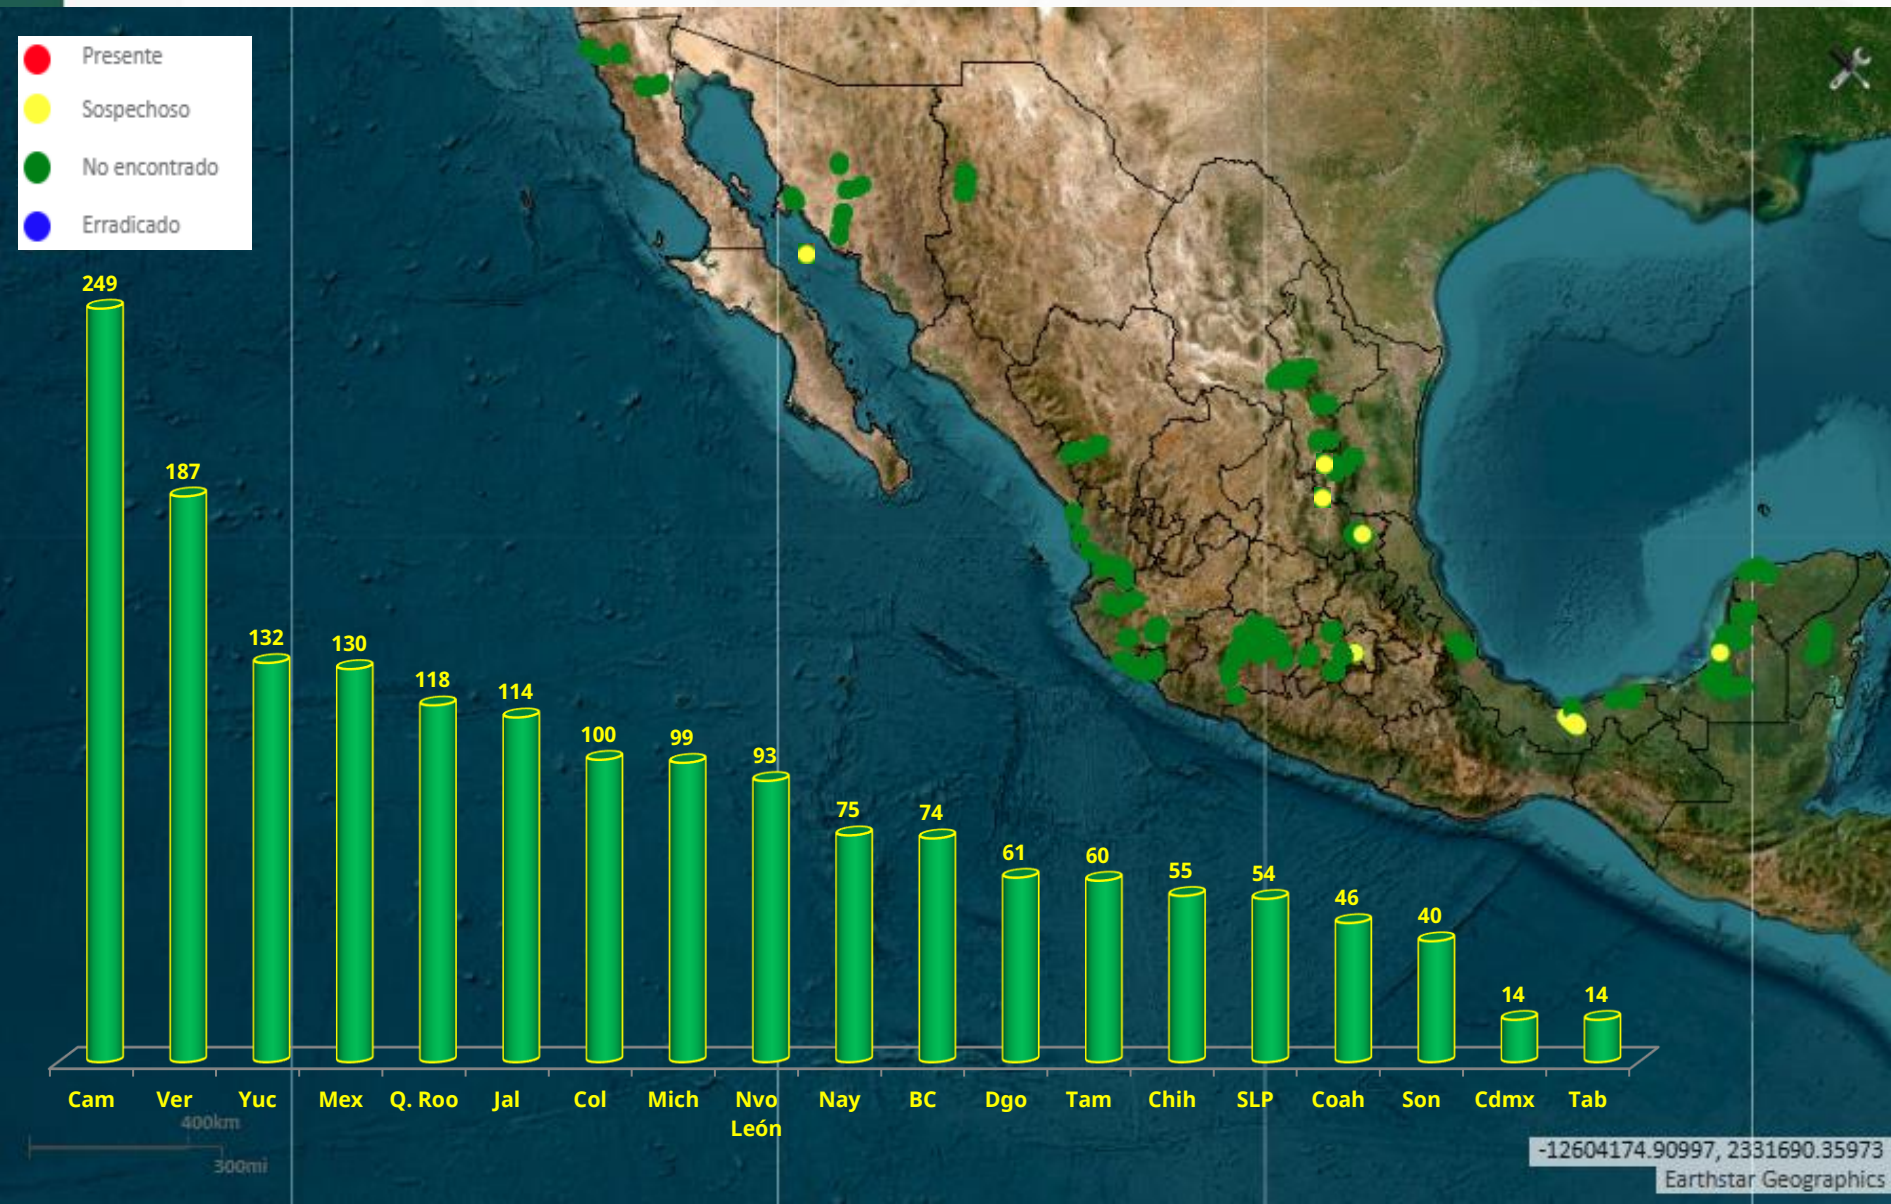 Presente
Sospechoso
No encontrado
Erradicado
249
187
132
130
118
114
100
99
93
75
74
61
60
55
54
46
40
14
14
Cam
Ver
Yuc
Mex
Q. Roo
Jal
Col
Mich
Nvo
León
Nay
BC
Dgo
Tam
Chih
SLP
Coah
Son
Cdmx
Tab
400km
300mi
-12604174.90997, 2331690.35973
Earthstar Geographics